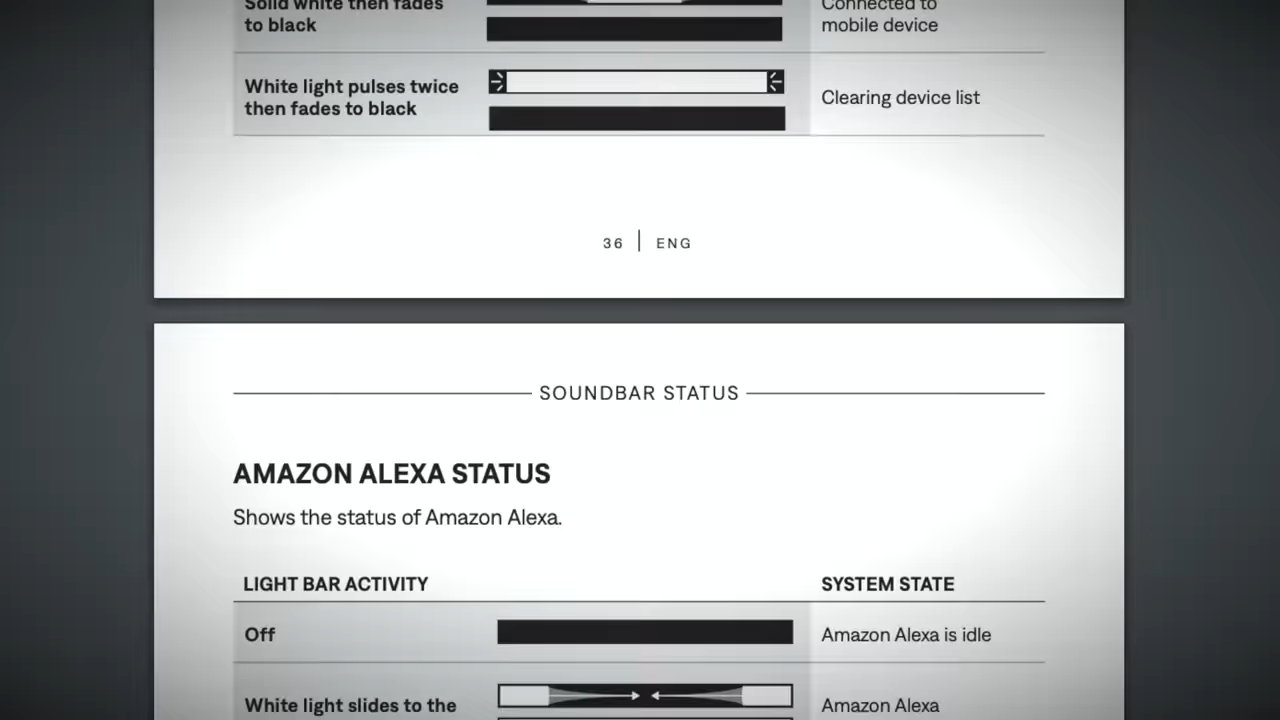 Solid white then fades
to black
Connected to
mobile device
White light pulses twice
then fades to black
Clearing device list
36 | ENG
SOUNDBAR STATUS
AMAZON ALEXA STATUS
Shows the status of Amazon Alexa.
LIGHT BAR ACTIVITY
SYSTEM STATE
Off
Amazon Alexa is idle
White light slides to the
Amazon Alexa